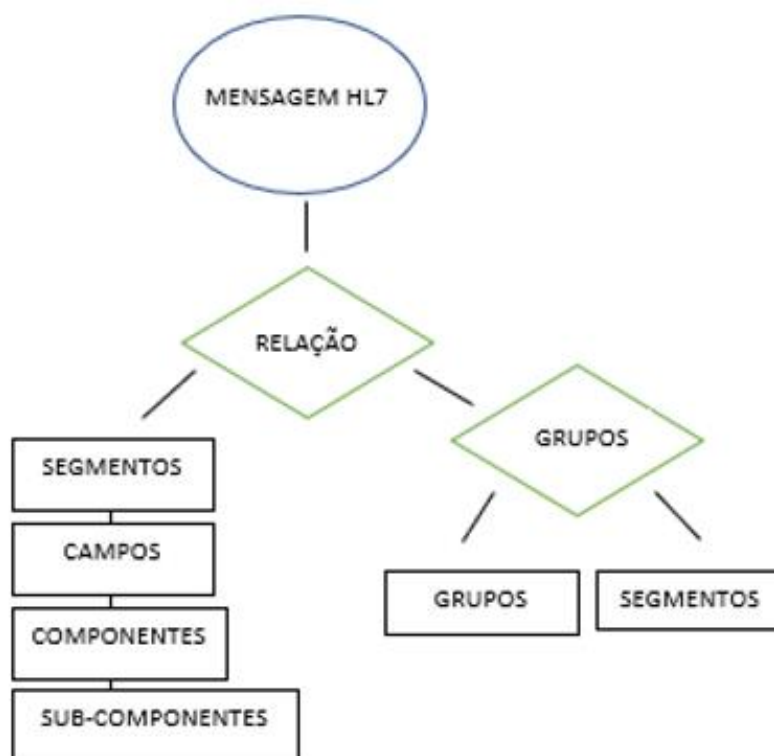 MENSAGEM HL7
RELAÇÃO
SEGMENTOS
GRUPOS
CAMPOS
GRUPOS
SEGMENTOS
COMPONENTES
SUB-COMPONENTES